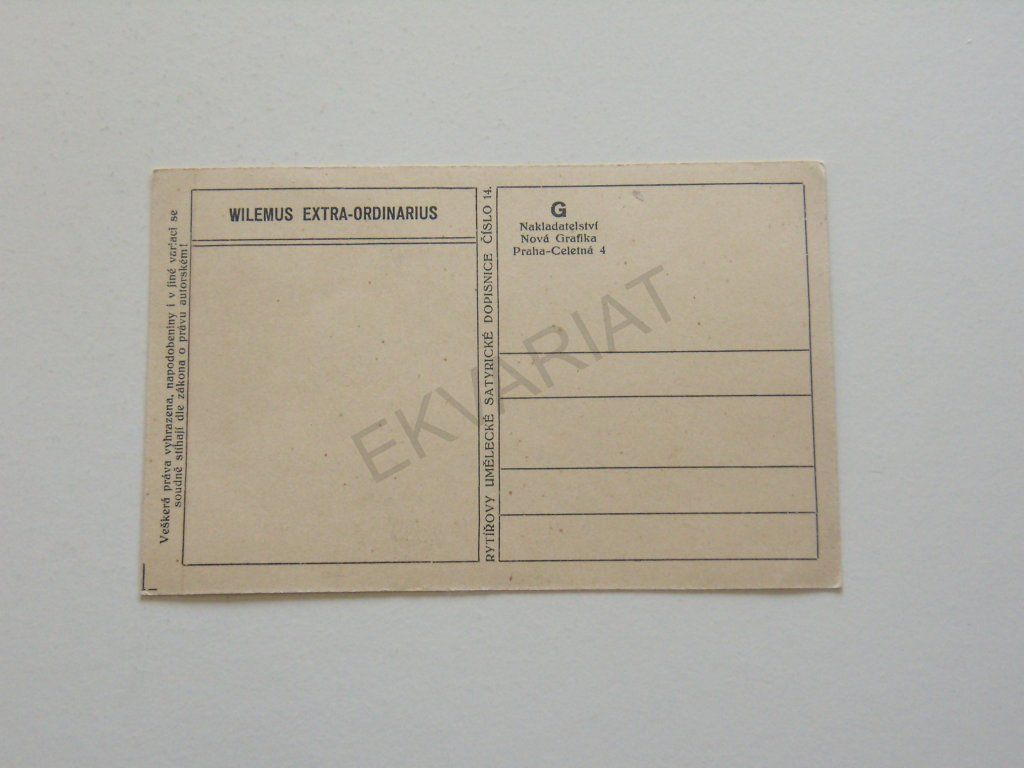 Veškerá práva vyhrazena, napodobeniny i v jiné variaci se
soudně stíhají dle zákona o právu autorském!
WILEMUS EXTRA-ORDINARIUS
RYTÍŘOVY UMĚLECKÉ SATYRICKÉ DOPISNICE ČÍSLO 14.
G
Nakladatelství
Nová Grafika
Praha-Celetná 4
EKVARIAT